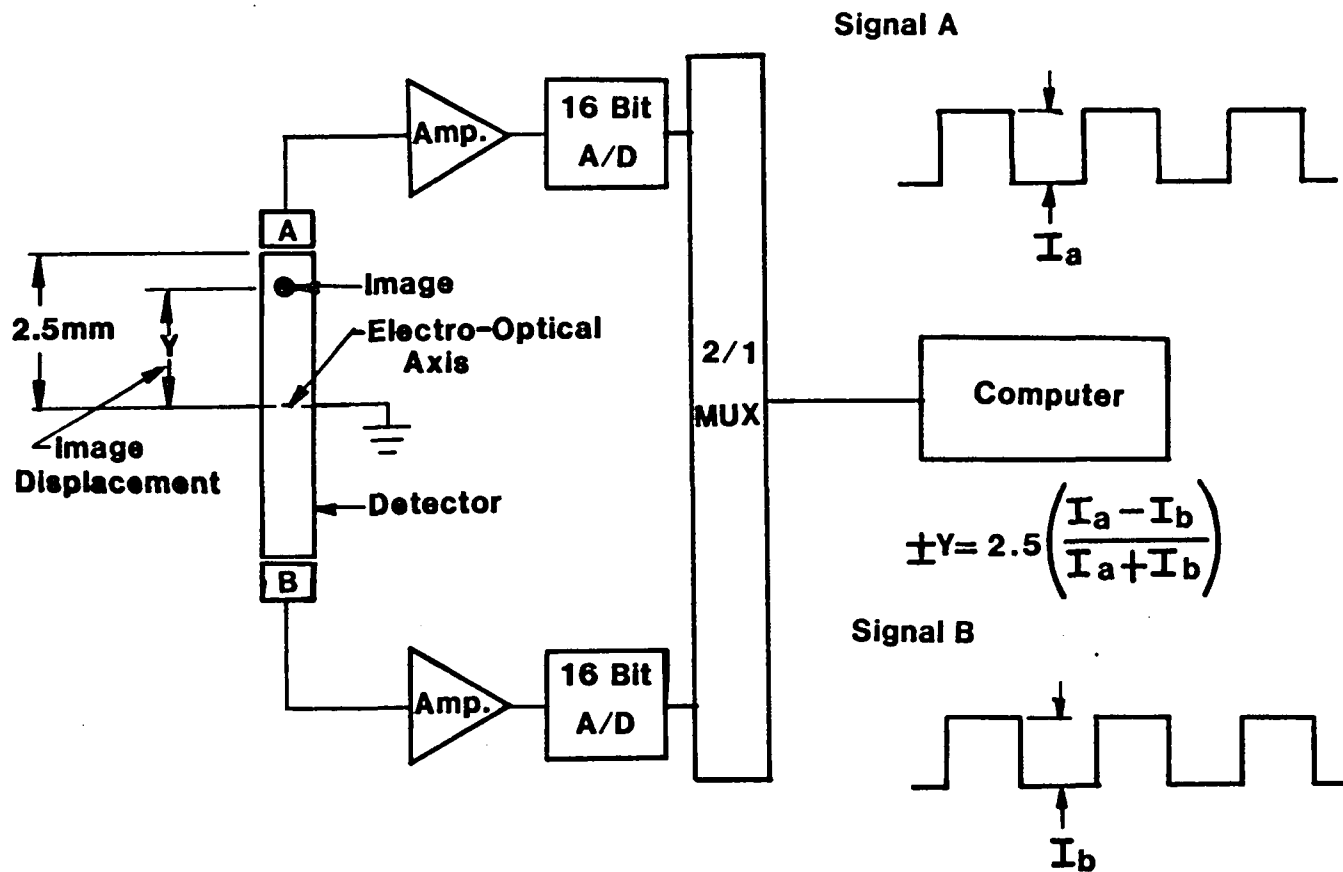 Signal A
Amp.
16 Bit
A/D
A
Ia
Image
2.5mm
Y
Electro-Optical
Axis
2/1
MUX
Computer
Image
Displacement
Detector
±Y= 2.5 (Ia − Ib / Ia + Ib)
B
Signal B
Amp.
16 Bit
A/D
Ib